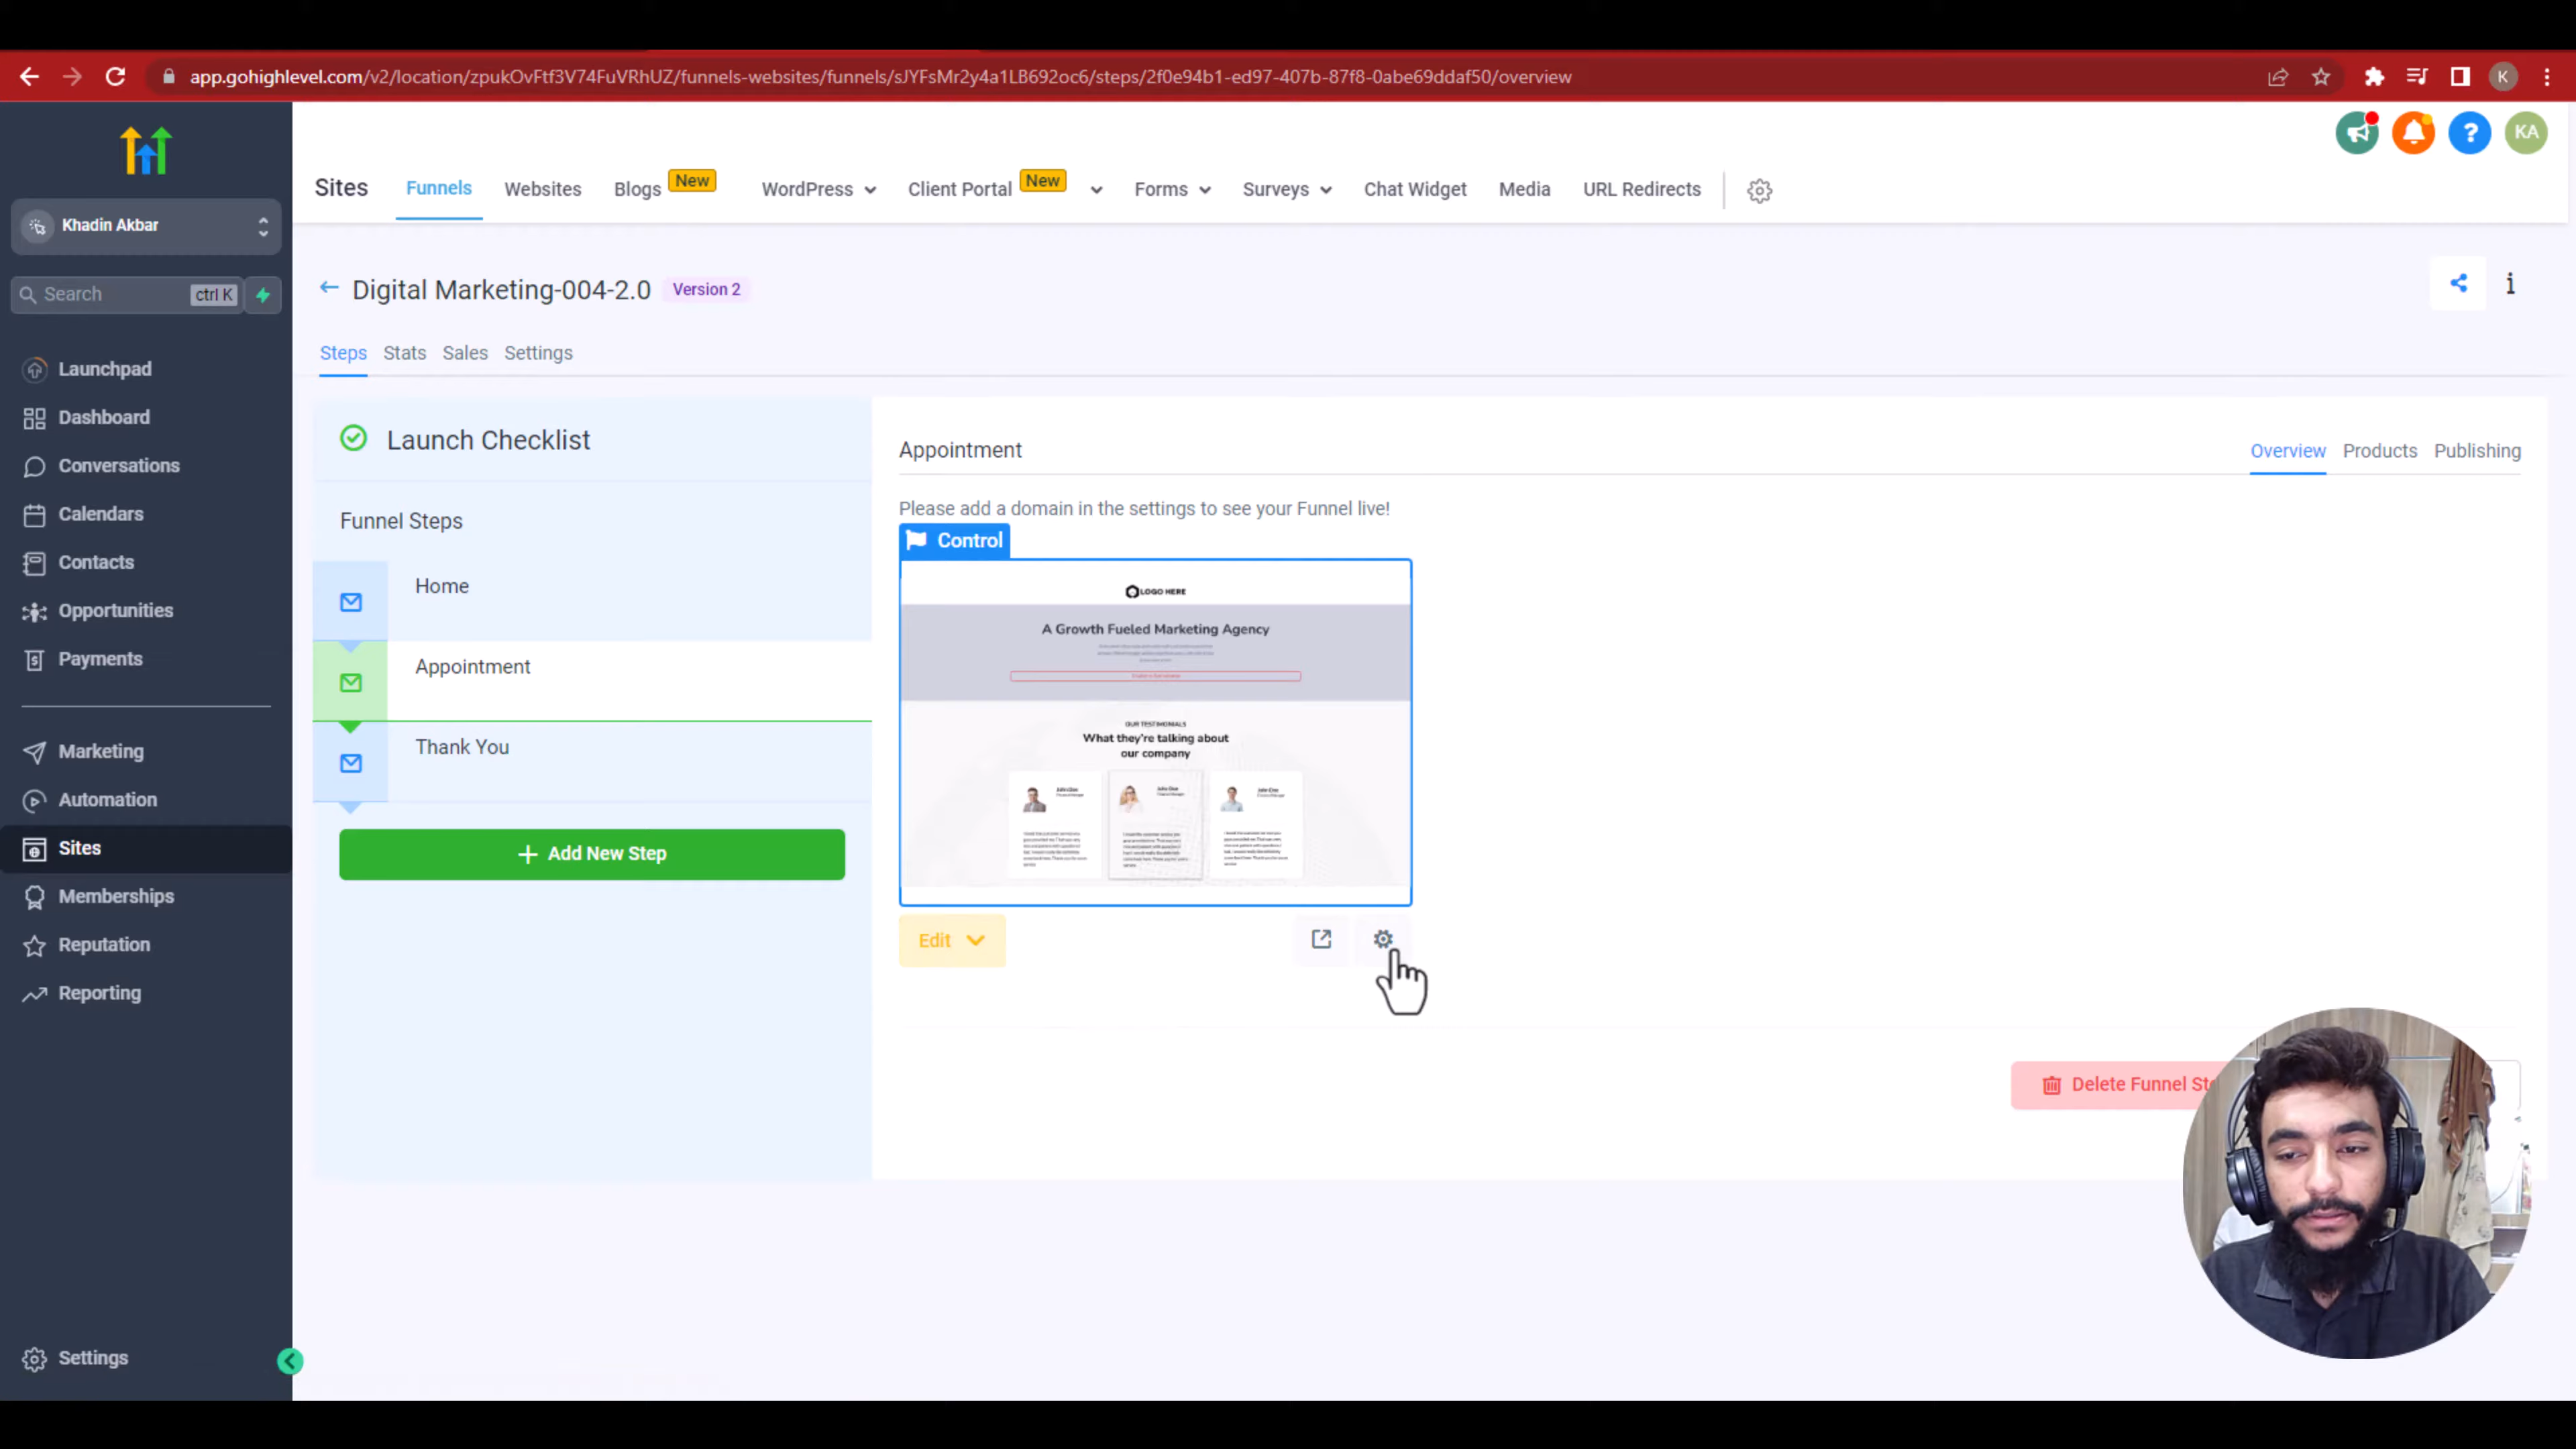 app.gohighlevel.com/v2/location/zpukOvFtf3V74FuVRhUZ/funnels-websites/funnels/sJYFsMr2y4a1LB692oc6/steps/2f0e94b1-ed97-407b-87f8-0abe69ddaf50/overview
K
KA
Khadin Akbar
Search ctrl K
Launchpad
Dashboard
Conversations
Calendars
Contacts
Opportunities
Payments
Marketing
Automation
Sites
Memberships
Reputation
Reporting
Settings
Sites Funnels Websites Blogs New WordPress Client Portal New Forms Surveys Chat Widget Media URL Redirects
Digital Marketing-004-2.0 Version 2
Steps Stats Sales Settings
Launch Checklist
Funnel Steps
Home
Appointment
Thank You
+ Add New Step
Appointment
Overview Products Publishing
Please add a domain in the settings to see your Funnel live!
Control
LOGO HERE
A Growth Fueled Marketing Agency
OUR TESTIMONIALS
What they're talking about
our company
John Doe John Doe John Doe
Edit
Delete Funnel St